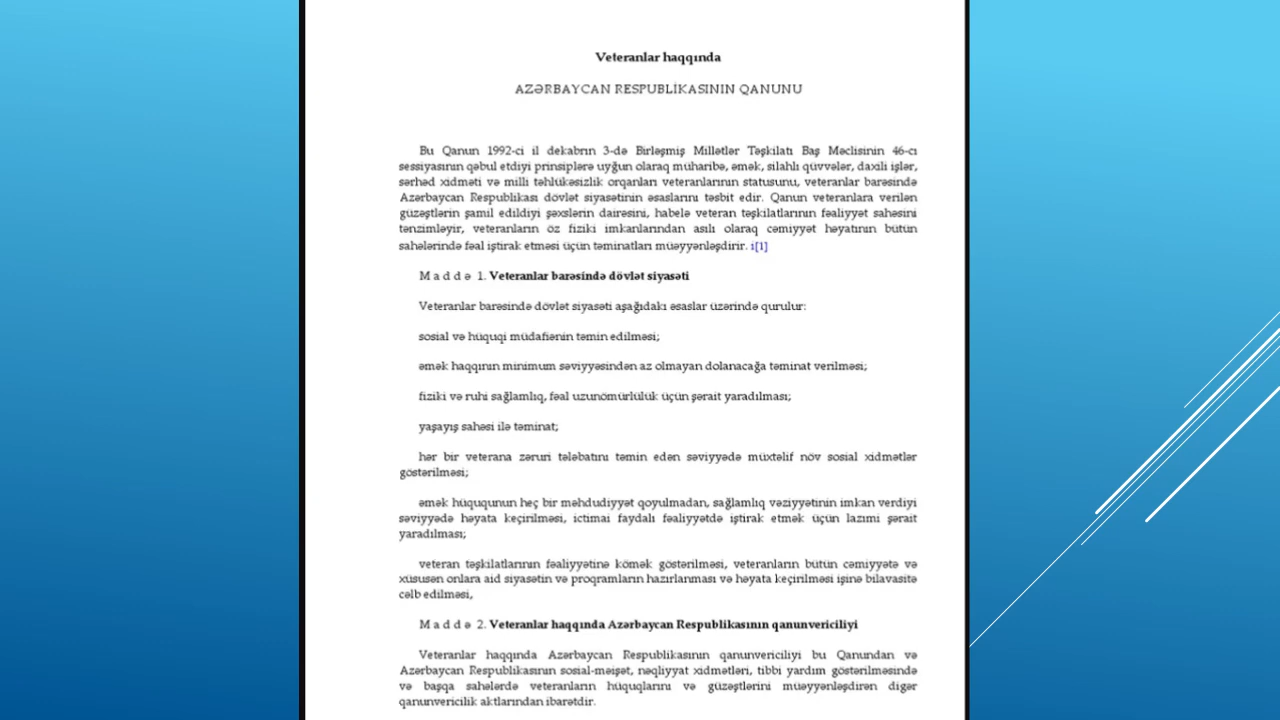 Veteranlar haqqında
AZƏRBAYCAN RESPUBLİKASININ QANUNU
Bu Qanun 1992-ci il dekabrın 3-də Birləşmiş Millətlər Təşkilatı Baş Məclisinin 46-cı
sessiyasının qəbul etdiyi prinsiplərə uyğun olaraq müharibə, əmək, silahlı qüvvələr, daxili işlər,
sərhəd xidməti və milli təhlükəsizlik orqanları veteranlarının statusunu, veteranlar barəsində
Azərbaycan Respublikası dövlət siyasətinin əsaslarını təsbit edir. Qanun veteranlara verilən
güzəştlərin şamil edildiyi şəxslərin dairəsini, habelə veteran təşkilatlarının fəaliyyət sahəsini
tənzimləyir, veteranların öz fiziki imkanlarından asılı olaraq cəmiyyət həyatının bütün
sahələrində fəal iştirak etməsi üçün təminatları müəyyənləşdirir. i[1]
M a d d ə 1. Veteranlar barəsində dövlət siyasəti
Veteranlar barəsində dövlət siyasəti aşağıdakı əsaslar üzərində qurulur:
sosial və hüquqi müdafiənin təmin edilməsi;
əmək haqqının minimum səviyyəsindən az olmayan dolanacağa təminat verilməsi;
fiziki və ruhi sağlamlıq, fəal uzunömürlülük üçün şərait yaradılması;
yaşayış sahəsi ilə təminat;
hər bir veterana zəruri tələbatını təmin edən səviyyədə müxtəlif növ sosial xidmətlər
göstərilməsi;
əmək hüququnun heç bir məhdudiyyət qoyulmadan, sağlamlıq vəziyyətinin imkan verdiyi
səviyyədə həyata keçirilməsi, ictimai faydalı fəaliyyətdə iştirak etmək üçün lazımi şərait
yaradılması;
veteran təşkilatlarının fəaliyyətinə kömək göstərilməsi, veteranların bütün cəmiyyətə və
xüsusən onlara aid siyasətin və proqramların hazırlanması və həyata keçirilməsi işinə bilavasitə
cəlb edilməsi,
M a d d ə 2. Veteranlar haqqında Azərbaycan Respublikasının qanunvericiliyi
Veteranlar haqqında Azərbaycan Respublikasının qanunvericiliyi bu Qanundan və
Azərbaycan Respublikasının sosial-məişət, nəqliyyat xidmətləri, tibbi yardım göstərilməsində
və başqa sahələrdə veteranların hüquqlarını və güzəştlərini müəyyənləşdirən digər
qanunvericilik aktlarından ibarətdir.